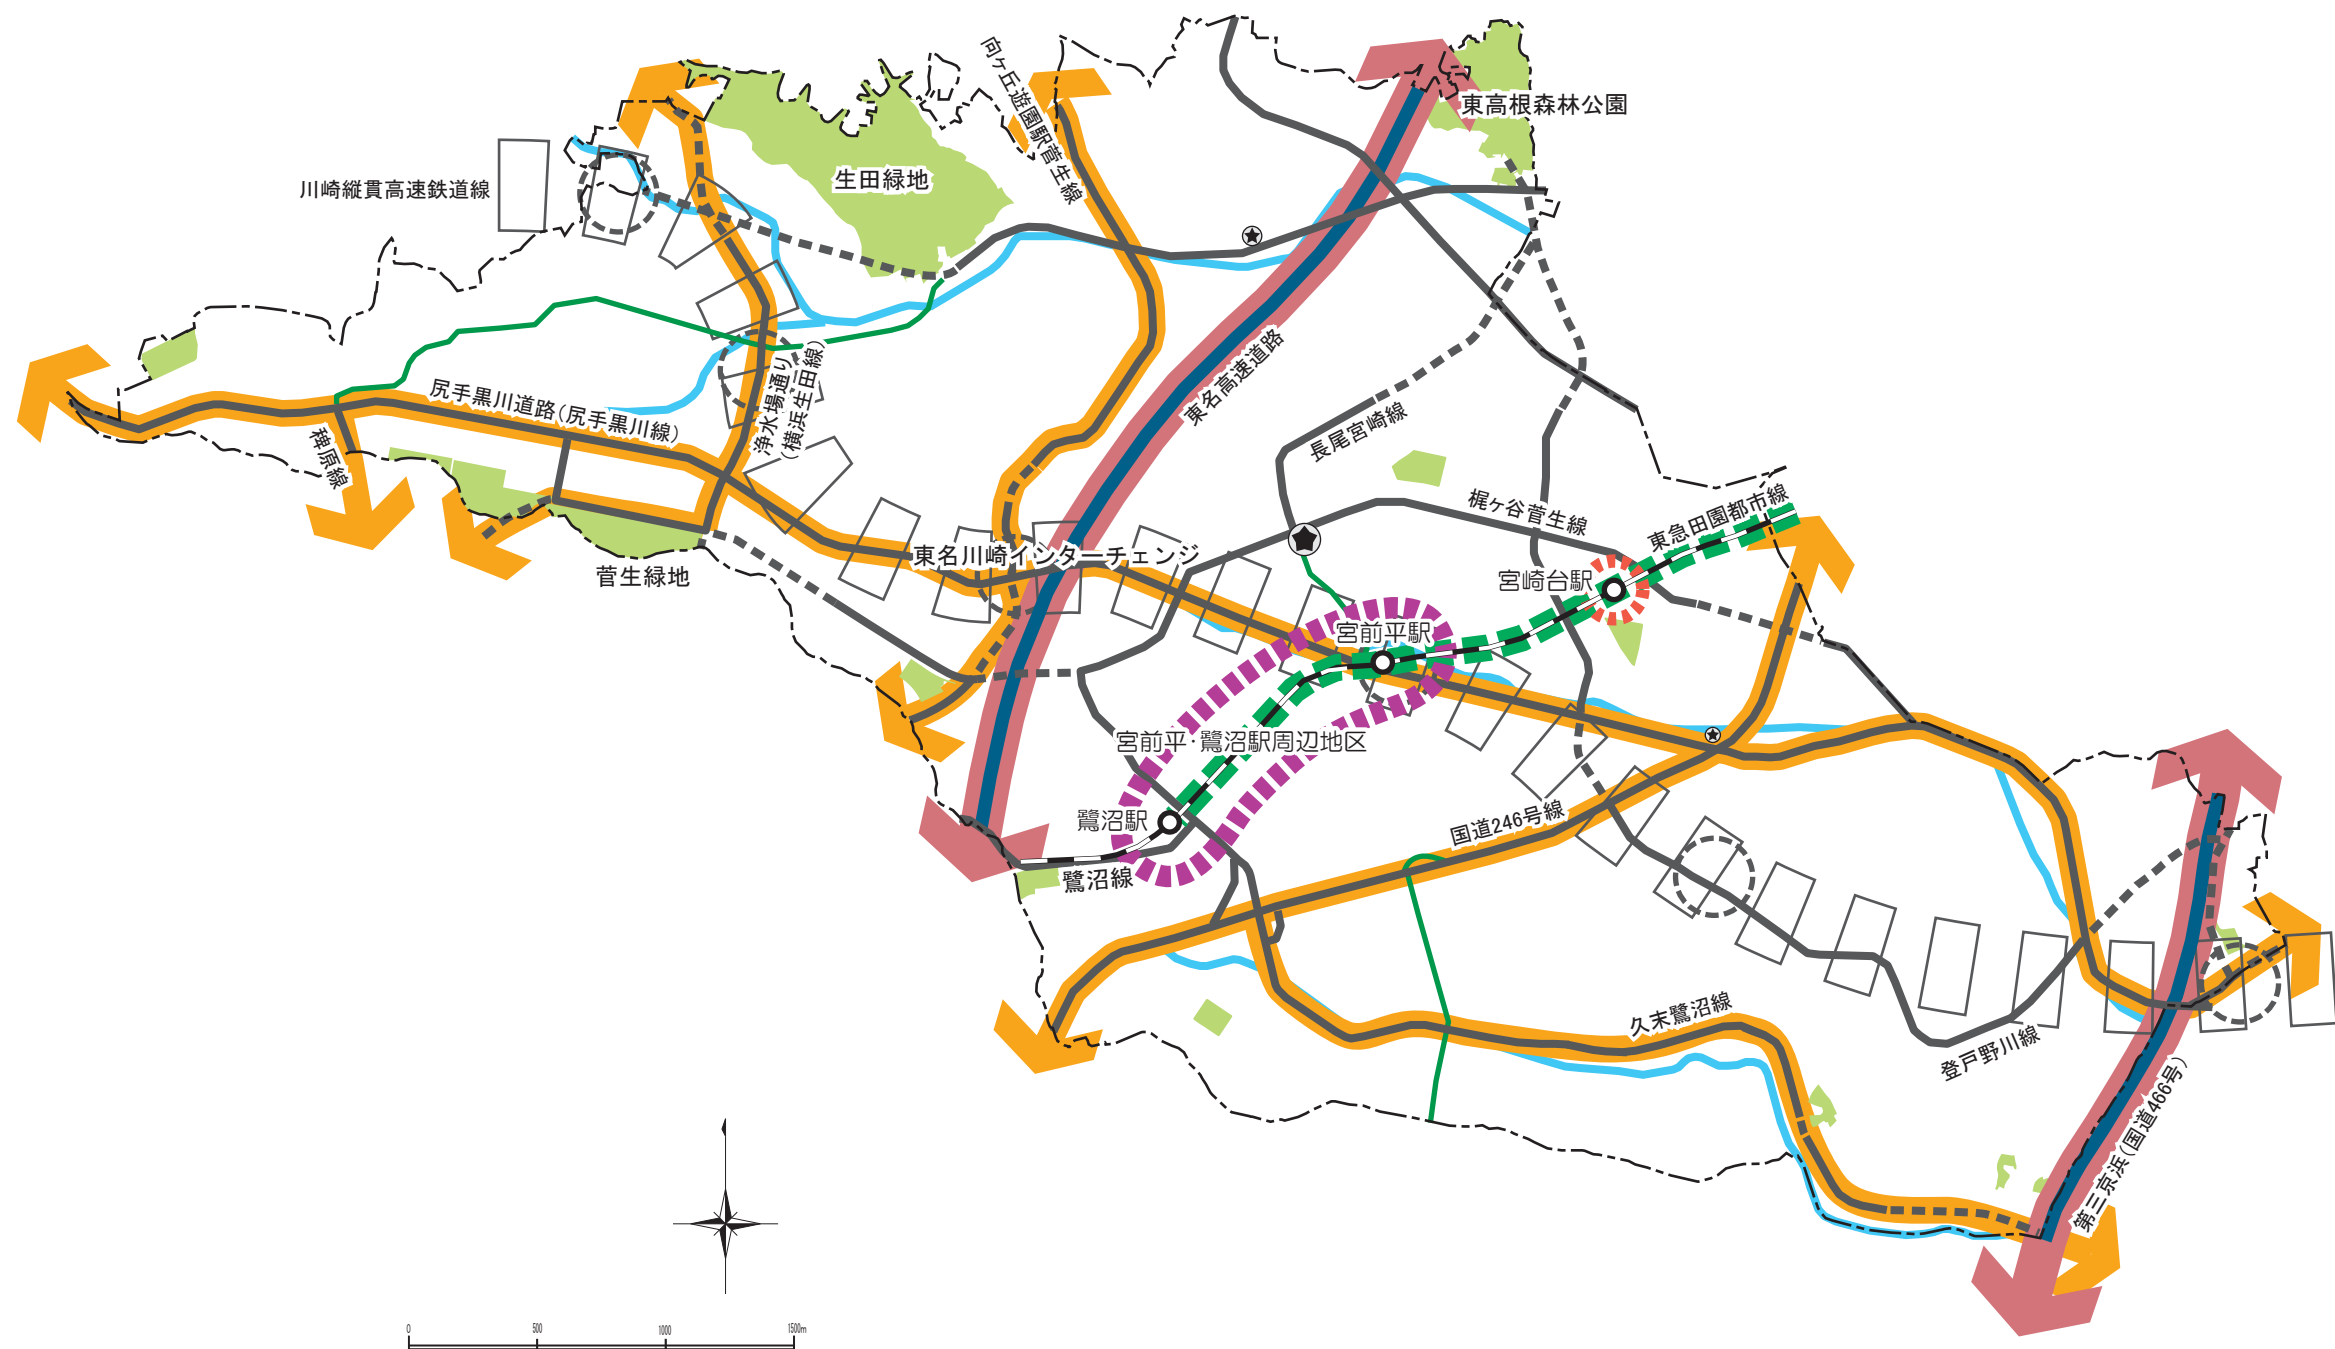 向ヶ丘遊園駅菅生線
東高根森林公園
生田緑地
川崎縦貫高速鉄道線
東名高速道路
尻手黒川道路(尻手黒川線)
浄水場通り
(横浜生田線)
稗原線
長尾宮崎線
梶ヶ谷菅生線
東急田園都市線
東名川崎インターチェンジ
菅生緑地
宮崎台駅
宮前平駅
宮前平・鷺沼駅周辺地区
鷺沼駅
国道246号線
鷺沼線
久末鷺沼線
登戸野川線
第三京浜(国道466号)
0 500 1000 1500m